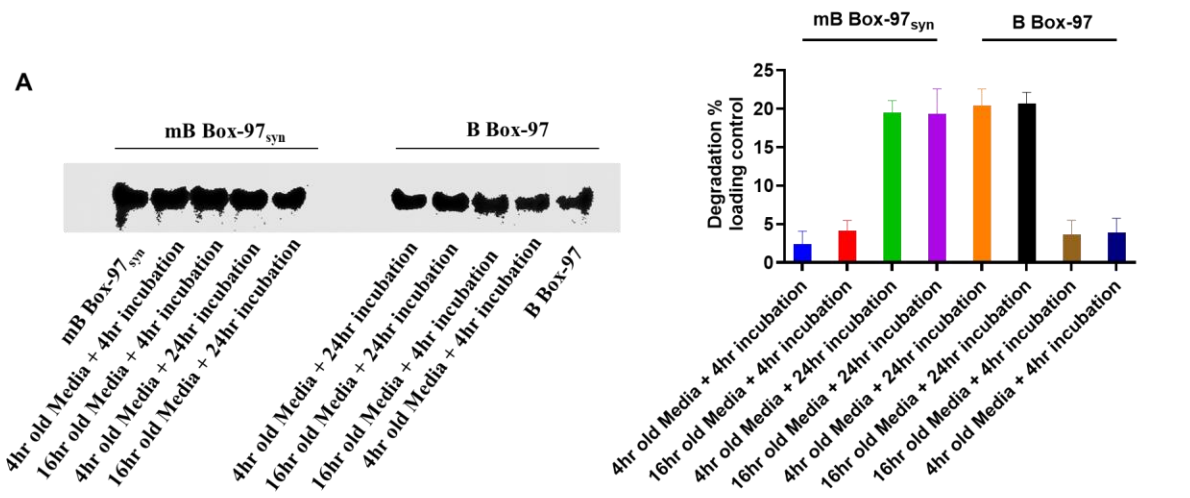 A
mB Box-97syn
B Box-97
mB Box-97syn
4hr old Media + 4hr incubation
16hr old Media + 4hr incubation
4hr old Media + 24hr incubation
16hr old Media + 24hr incubation
4hr old Media + 24hr incubation
16hr old Media + 24hr incubation
16hr old Media + 4hr incubation
4hr old Media + 4hr incubation
B Box-97
mB Box-97syn
B Box-97
Degradation %
loading control
25
20
15
10
5
0
4hr old Media + 4hr incubation
16hr old Media + 4hr incubation
4hr old Media + 24hr incubation
16hr old Media + 24hr incubation
4hr old Media + 24hr incubation
16hr old Media + 24hr incubation
16hr old Media + 4hr incubation
4hr old Media + 4hr incubation